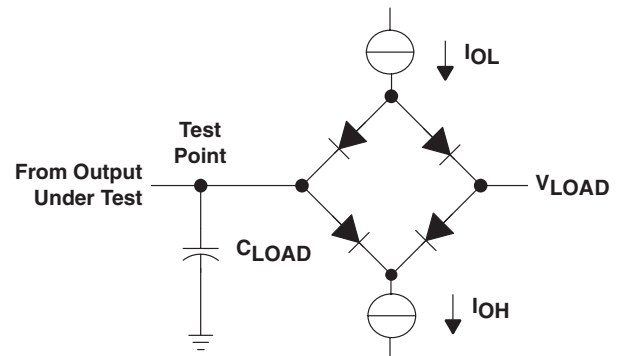 IOL
Test
Point
From Output
Under Test
VLOAD
CLOAD
IOH